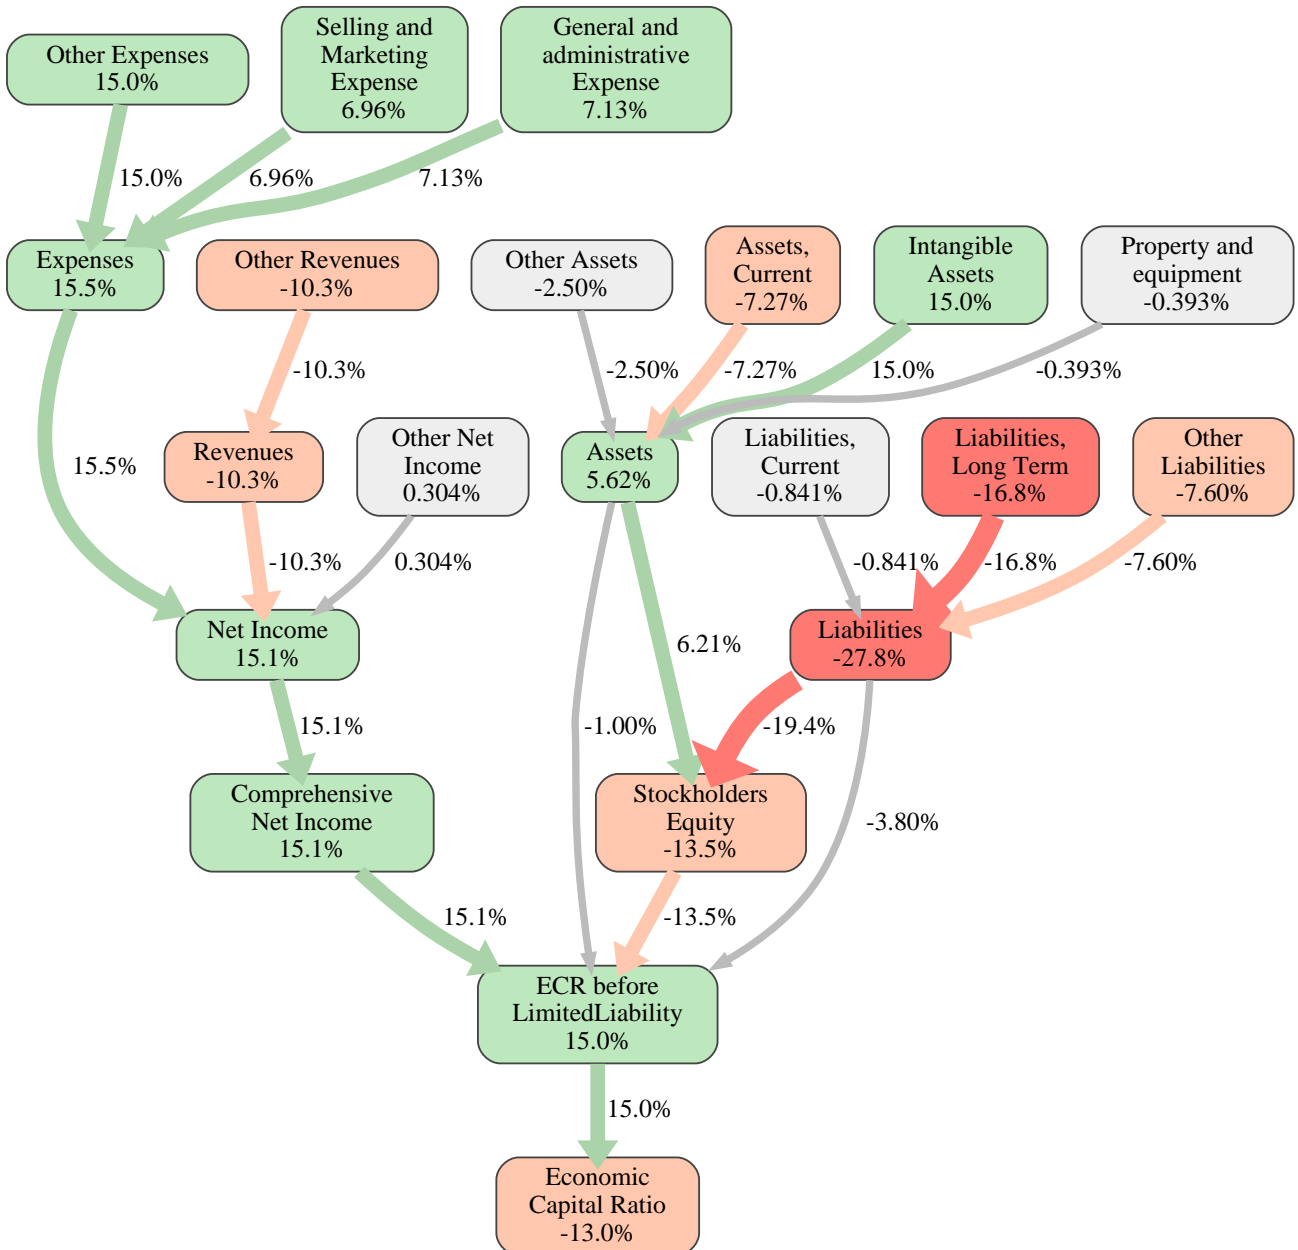 Other Expenses
15.0%
Selling and
Marketing
Expense
6.96%
General and
administrative
Expense
7.13%
15.0%
6.96%
7.13%
Expenses
15.5%
Other Revenues
-10.3%
Other Assets
-2.50%
Assets,
Current
-7.27%
Intangible
Assets
15.0%
Property and
equipment
-0.393%
-10.3%
-2.50%
-7.27%
15.0%
-0.393%
15.5%
Revenues
-10.3%
Other Net
Income
0.304%
Assets
5.62%
Liabilities,
Current
-0.841%
Liabilities,
Long Term
-16.8%
Other
Liabilities
-7.60%
-10.3%
0.304%
-0.841%
-16.8%
-7.60%
Net Income
15.1%
6.21%
Liabilities
-27.8%
15.1%
-1.00%
-19.4%
Comprehensive
Net Income
15.1%
Stockholders
Equity
-13.5%
-3.80%
15.1%
-13.5%
ECR before
LimitedLiability
15.0%
15.0%
Economic
Capital Ratio
-13.0%